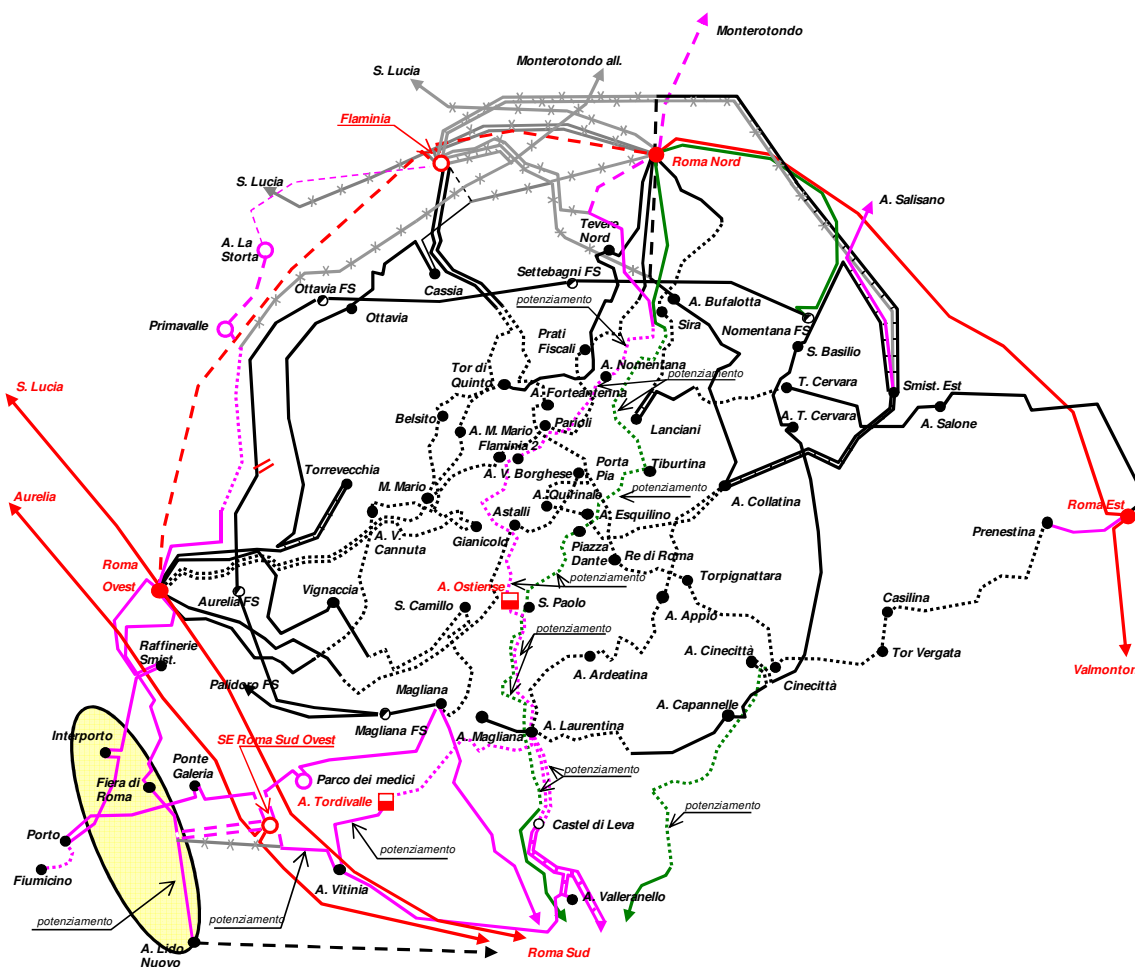 Monterotondo
Monterotondo all.
S. Lucia
Flaminia
Roma Nord
S. Lucia
A. Salisano
A. La
Storta
Tevere
Nord
Cassia
Settebagni FS
Ottavia FS
potenziamento
A. Bufalotta
Ottavia
Sira
Nomentana FS
Primavalle
Prati
Fiscali
S. Basilio
Tor di
Quinto
A. Nomentana
potenziamento
S. Lucia
A. Forteantenna
T. Cervara
Smist. Est
Belsito
Parioli
Lanciani
A. T. Cervara
A. Salone
A. M. Mario
Flaminia 2
Torrevecchia
A. V. Borghese
Porta
Pia
Tiburtina
M. Mario
potenziamento
Aurelia
A. Quirinale
A. Collatina
Roma Est
Astalli
A. Esquilino
Prenestina
A. V.
Cannuta
Gianicolo
Piazza
Dante
Re di Roma
Roma
Ovest
potenziamento
Torpignattara
Vignaccia
A. Ostiense
Aurelia FS
S. Camillo
S. Paolo
Casilina
A. Appio
potenziamento
Raffinerie
Smist.
A. Cinecittà
Tor Vergata
A. Ardeatina
Cinecittà
Valmontor
Palidoro FS
Magliana
A. Capannelle
Magliana FS
A. Laurentina
A. Magliana
Interporto
SE Roma Sud Ovest
Ponte
Galeria
potenziamento
Fiera di
Roma
Parco dei medici
A. Tordivalle
potenziamento
Porto
Castel di Leva
potenziamento
Fiumicino
A. Vitinia
A. Valleranello
potenziamento
potenziamento
potenziamento
A. Lido
Nuovo
Roma Sud